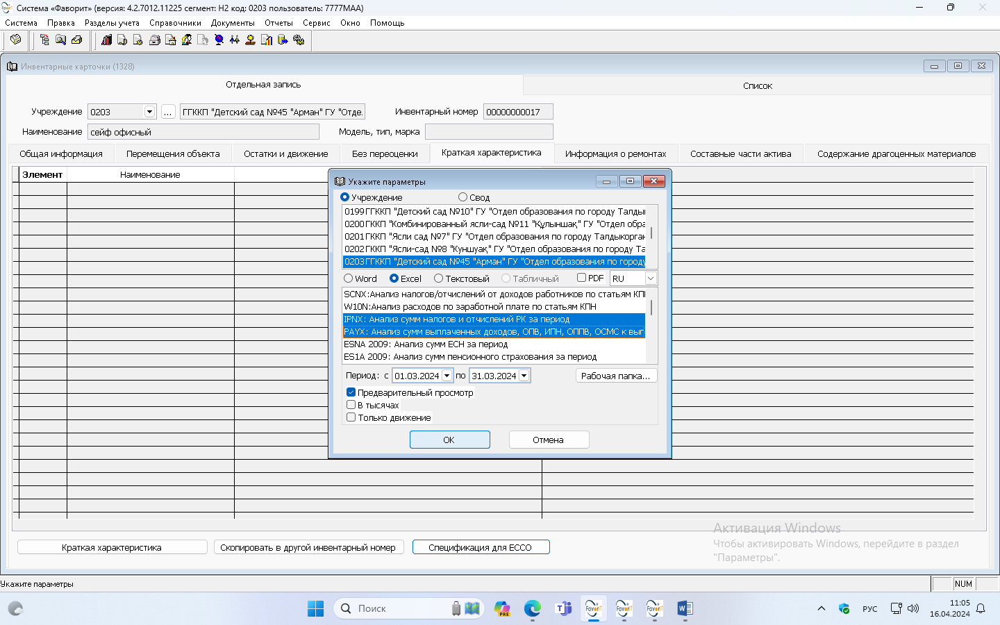 Система «Фаворит» (версия: 4.2.7012.11225 сегмент: Н2 код: 0203 пользователь: 7777МАА)
Система Правка Разделы учета Справочники Документы Отчеты Сервис Окно Помощь
Инвентарные карточки (1328)
Отдельная запись Список
Учреждение 0203 ... ГГККП "Детский сад №45 "Арман" ГУ "Отде. Инвентарный номер 00000000017
Наименование сейф офисный Модель, тип, марка
Общая информация Перемещения объекта Остатки и движение Без переоценки Краткая характеристика Информация о ремонтах Составные части актива Содержание драгоценных материалов
Элемент Наименование
Укажите параметры
Учреждение Свод
0199 ГГККП "Детский сад №10" ГУ "Отдел образования по городу Талды
0200 ГККП "Комбинированный ясли-сад №11 "Құлыншақ" ГУ "Отдел обра
0201 ГККП "Ясли сад №7" ГУ "Отдел образования по городу Талдыкорган
0202 ГККП "Ясли-сад №8 "Куншуақ" ГУ "Отдел образования по городу Та
0203 ГГККП "Детский сад №45 "Арман" ГУ "Отдел образования по городу
Word Excel Текстовый Табличный PDF RU
SCNX:Анализ налогов/отчислений от доходов работников по статьям КП
W10N:Анализ расходов по заработной плате по статьям КПН
IPNX: Анализ сумм налогов и отчислений РК за период
PAYX: Анализ сумм выплаченных доходов, ОПВ, ИПН, ОППВ, ОСМС к вып
ESNA 2009: Анализ сумм ЕСН за период
ES1A 2009: Анализ сумм пенсионного страхования за период
Период: с 01.03.2024 по 31.03.2024 Рабочая папка...
Предварительный просмотр
В тысячах
Только движение
OK Отмена
Краткая характеристика Скопировать в другой инвентарный номер Спецификация для ЕССО
Активация Windows
Чтобы активировать Windows, перейдите в раздел
"Параметры".
Укажите параметры NUM
Поиск PRE РУС 11:05
16.04.2024